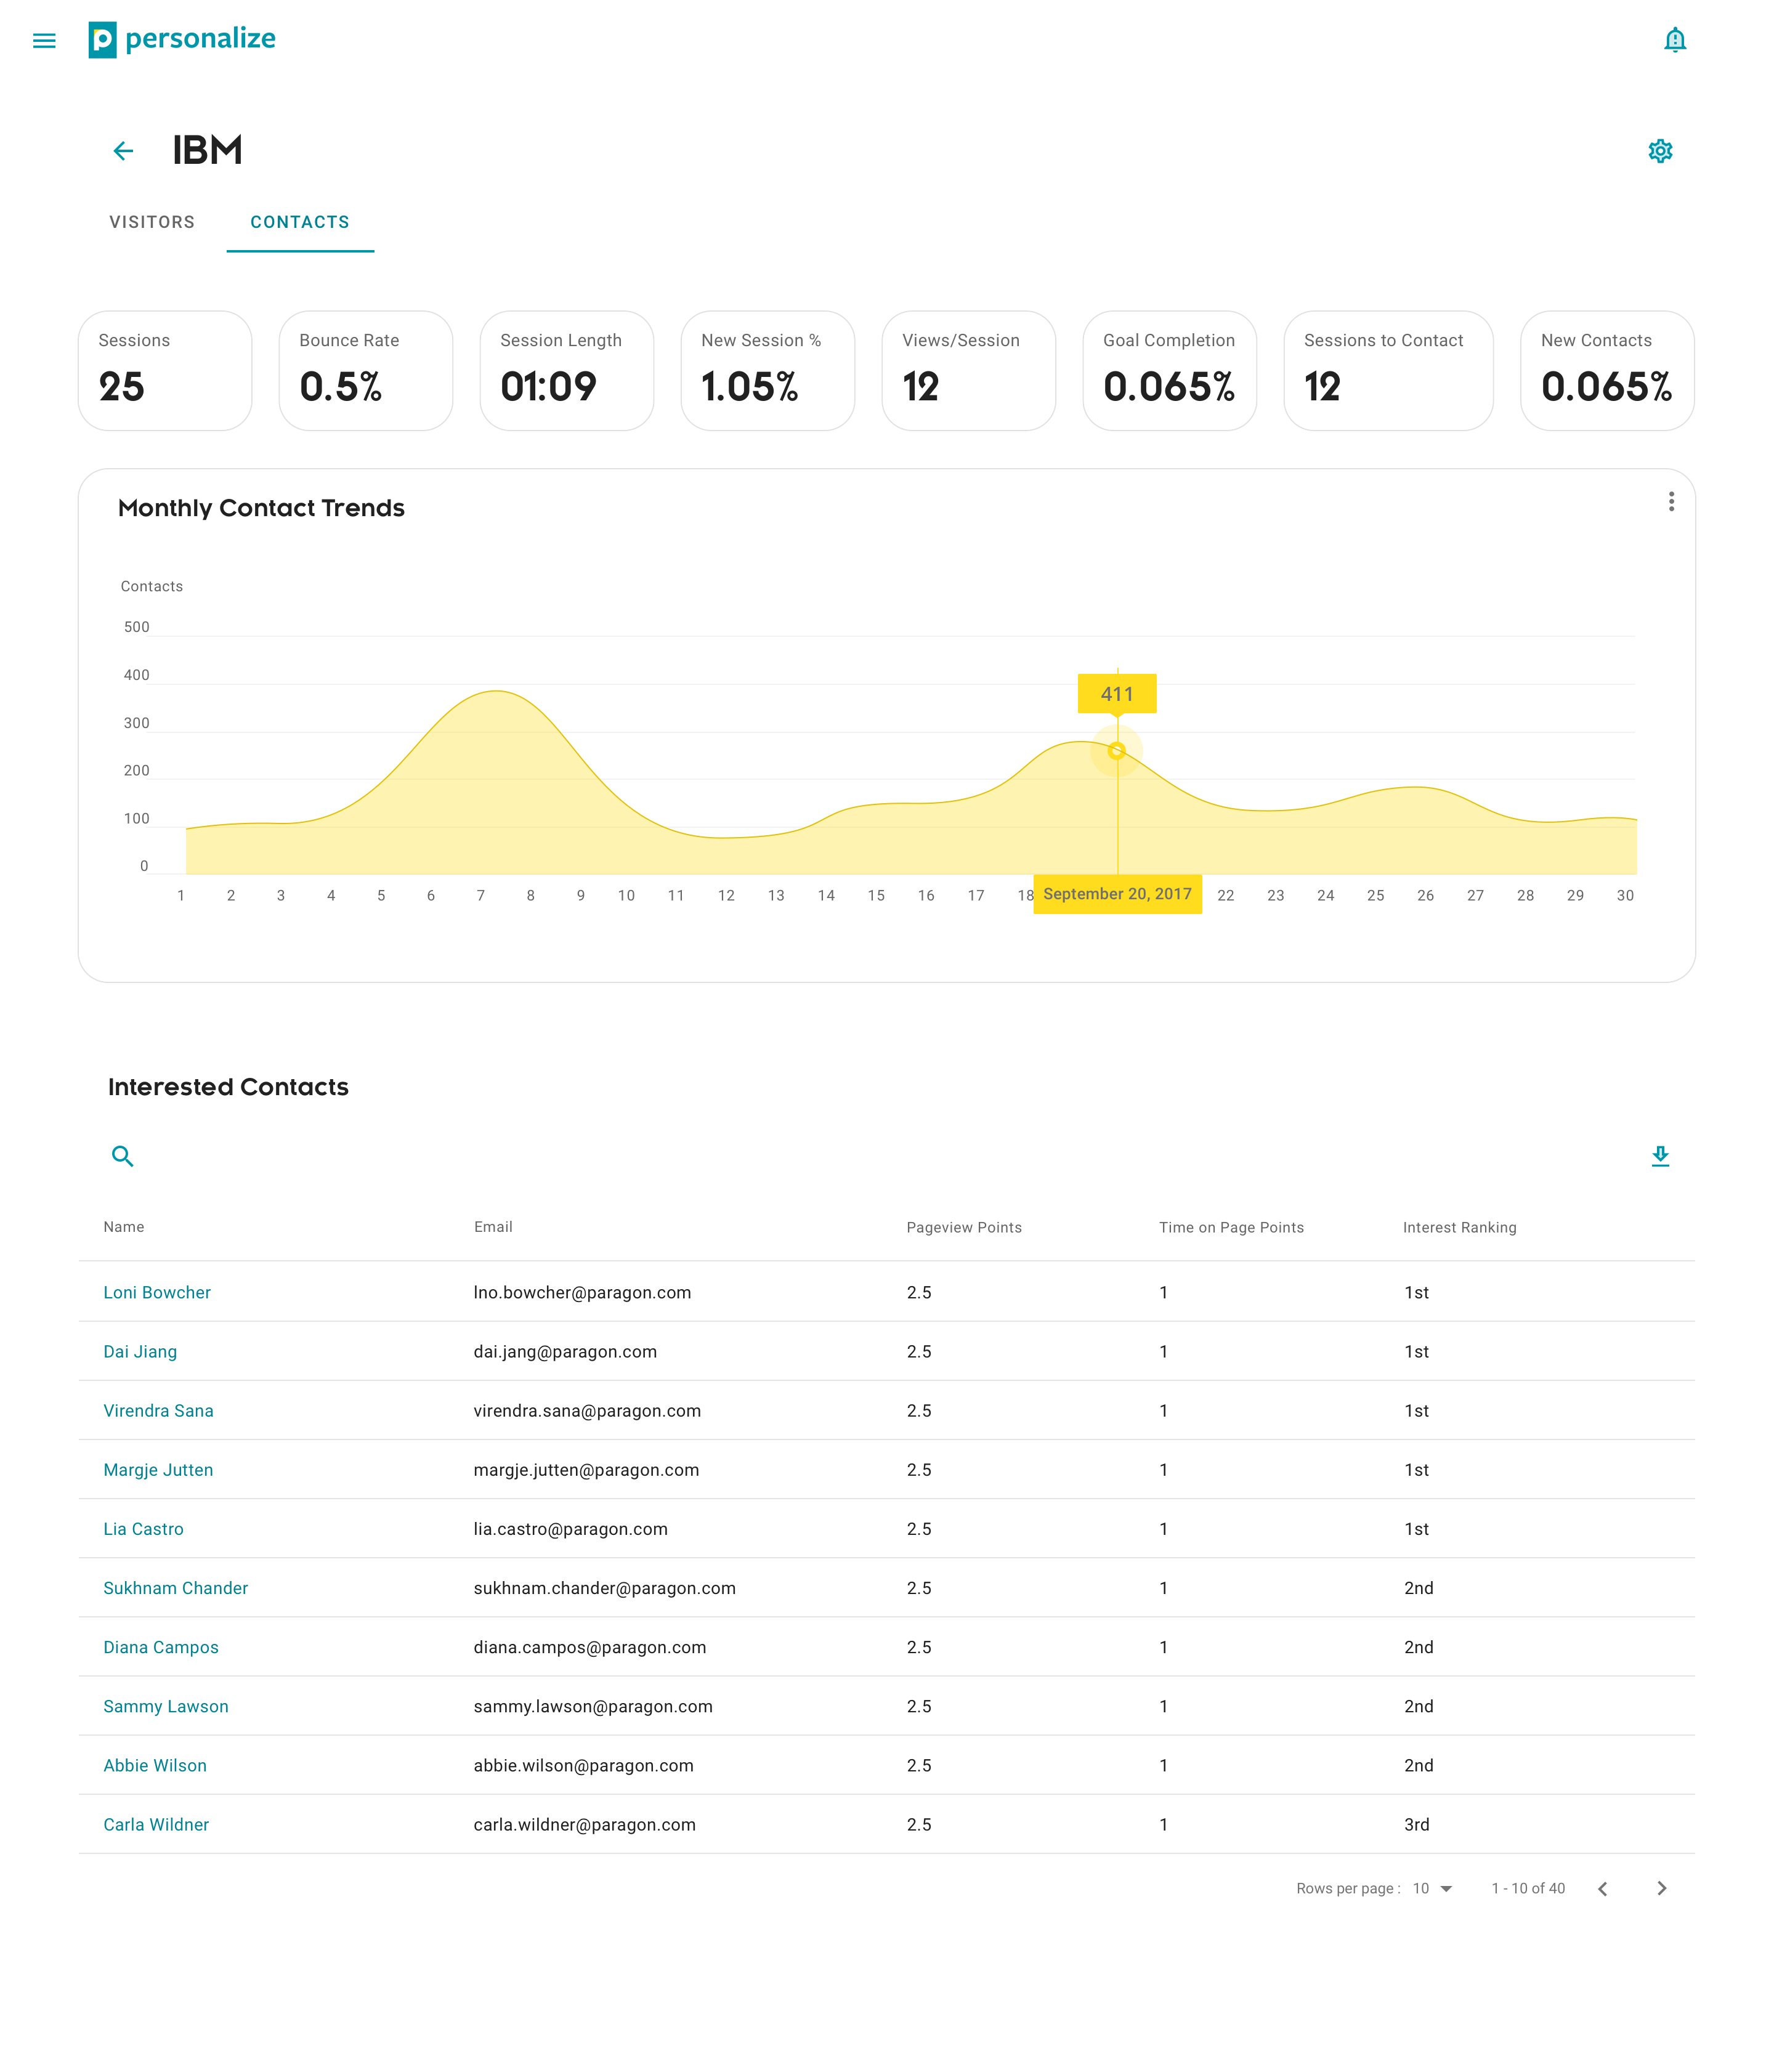 personalize
IBM
VISITORS CONTACTS
Sessions Bounce Rate Session Length New Session % Views/Session Goal Completion Sessions to Contact New Contacts
25 0.5% 01:09 1.05% 12 0.065% 12 0.065%
Monthly Contact Trends
Contacts
500
400
411
300
200
100
0
1 2 3 4 5 6 7 8 9 10 11 12 13 14 15 16 17 18 September 20, 2017 22 23 24 25 26 27 28 29 30
Interested Contacts
Name Email Pageview Points Time on Page Points Interest Ranking
Loni Bowcher lno.bowcher@paragon.com 2.5 1 1st
Dai Jiang dai.jang@paragon.com 2.5 1 1st
Virendra Sana virendra.sana@paragon.com 2.5 1 1st
Margje Jutten margje.jutten@paragon.com 2.5 1 1st
Lia Castro lia.castro@paragon.com 2.5 1 1st
Sukhnam Chander sukhnam.chander@paragon.com 2.5 1 2nd
Diana Campos diana.campos@paragon.com 2.5 1 2nd
Sammy Lawson sammy.lawson@paragon.com 2.5 1 2nd
Abbie Wilson abbie.wilson@paragon.com 2.5 1 2nd
Carla Wildner carla.wildner@paragon.com 2.5 1 3rd
Rows per page : 10 1 - 10 of 40